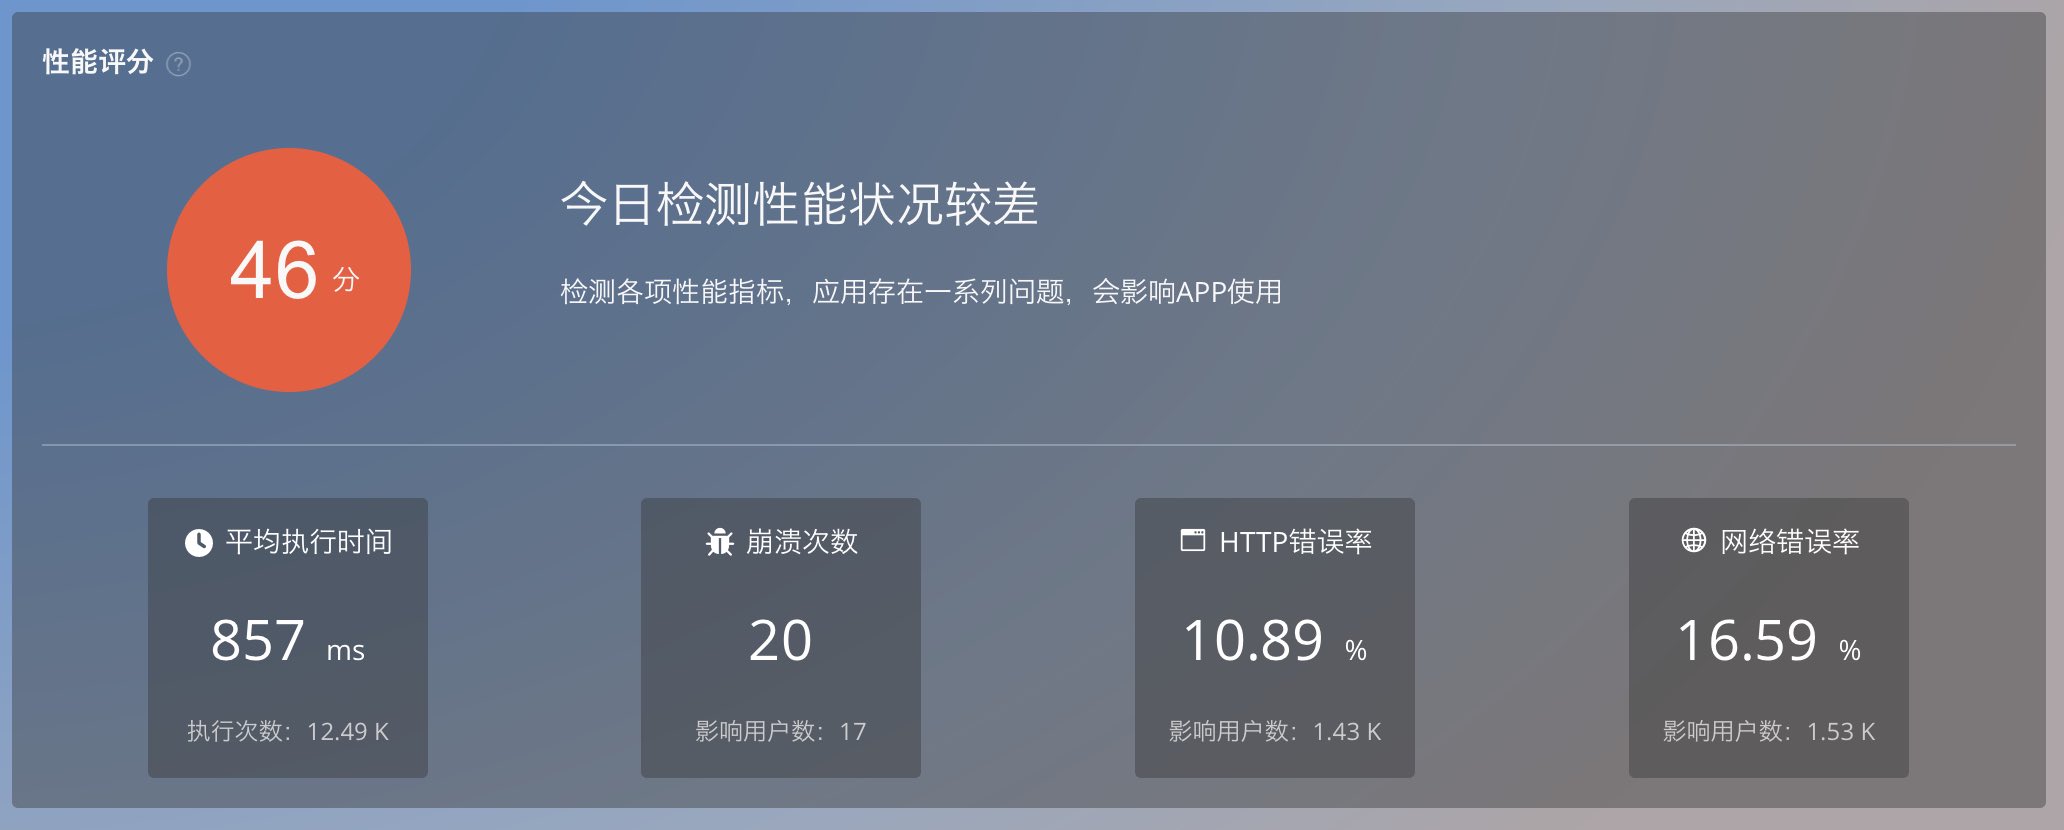 性能评分 ?
46 分
今日检测性能状况较差
检测各项性能指标，应用存在一系列问题，会影响APP使用
平均执行时间
857 ms
执行次数：12.49 K
崩溃次数
20
影响用户数：17
HTTP错误率
10.89 %
影响用户数：1.43 K
网络错误率
16.59 %
影响用户数：1.53 K